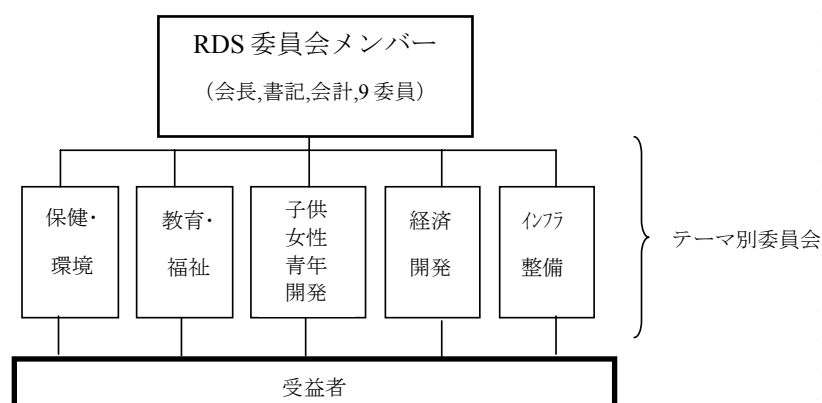 RDS 委員会メンバー
（会長,書記,会計,9 委員）
保健・
環境
教育・
福祉
子供
女性
青年
開発
経済
開発
ｲﾝﾌﾗ
整備
テーマ別委員会
受益者